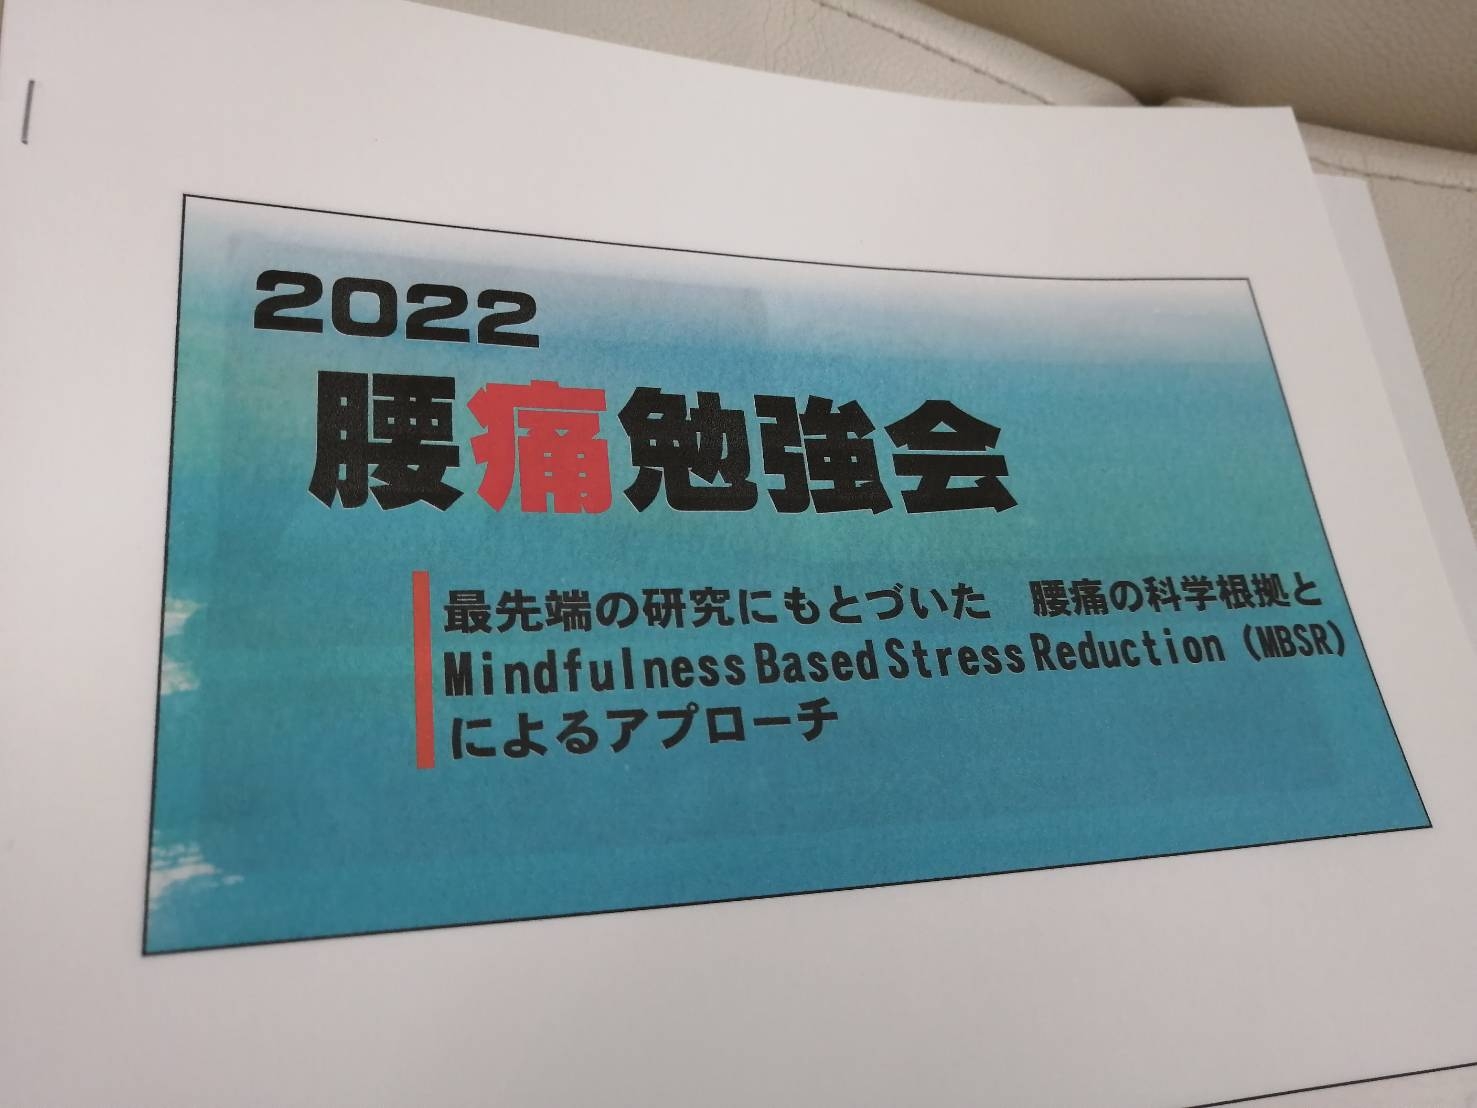 2022
腰痛勉強会
最先端の研究にもとづいた　腰痛の科学根拠と
Mindfulness Based Stress Reduction（MBSR）
によるアプローチ